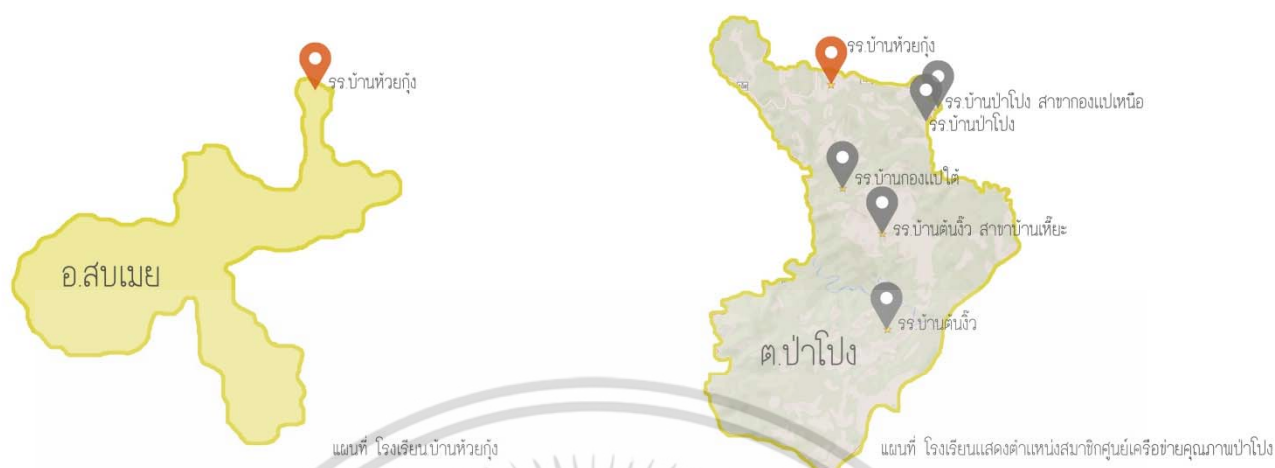 รร.บ้านห้วยกุ้ง
อ.สบเมย
แผนที่ โรงเรียนบ้านห้วยกุ้ง
รร.บ้านห้วยกุ้ง
รร.บ้านป่าโปง สาขากองแปเหนือ
รร.บ้านป่าโปง
รร.บ้านกองแปใต้
รร.บ้านต้นงิ้ว สาขาบ้านเหี๊ยะ
รร.บ้านต้นงิ้ว
ต.ป่าโปง
แผนที่ โรงเรียนแสดงตำแหน่งสมาชิกศูนย์เครือข่ายคุณภาพป่าโปง